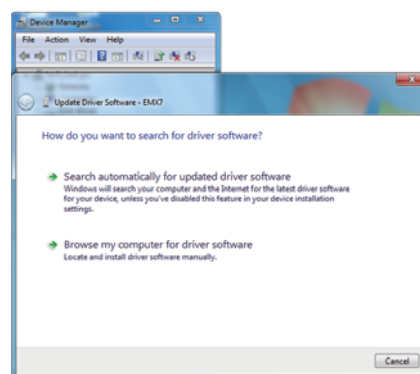 Device Manager
File Action View Help
Update Driver Software - EMX7
How do you want to search for driver software?
Search automatically for updated driver software
Windows will search your computer and the Internet for the latest driver software
for your device, unless you've disabled this feature in your device installation
settings.
Browse my computer for driver software
Locate and install driver software manually.
Cancel